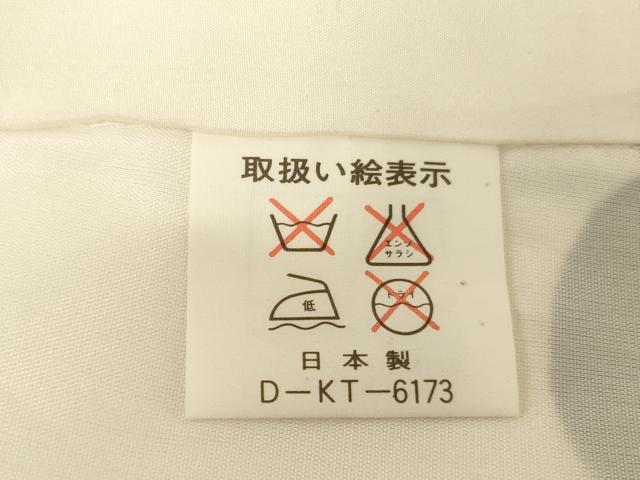 取扱い絵表示
エンソ
サラシ
低
ドライ
日本製
D-KT-6173